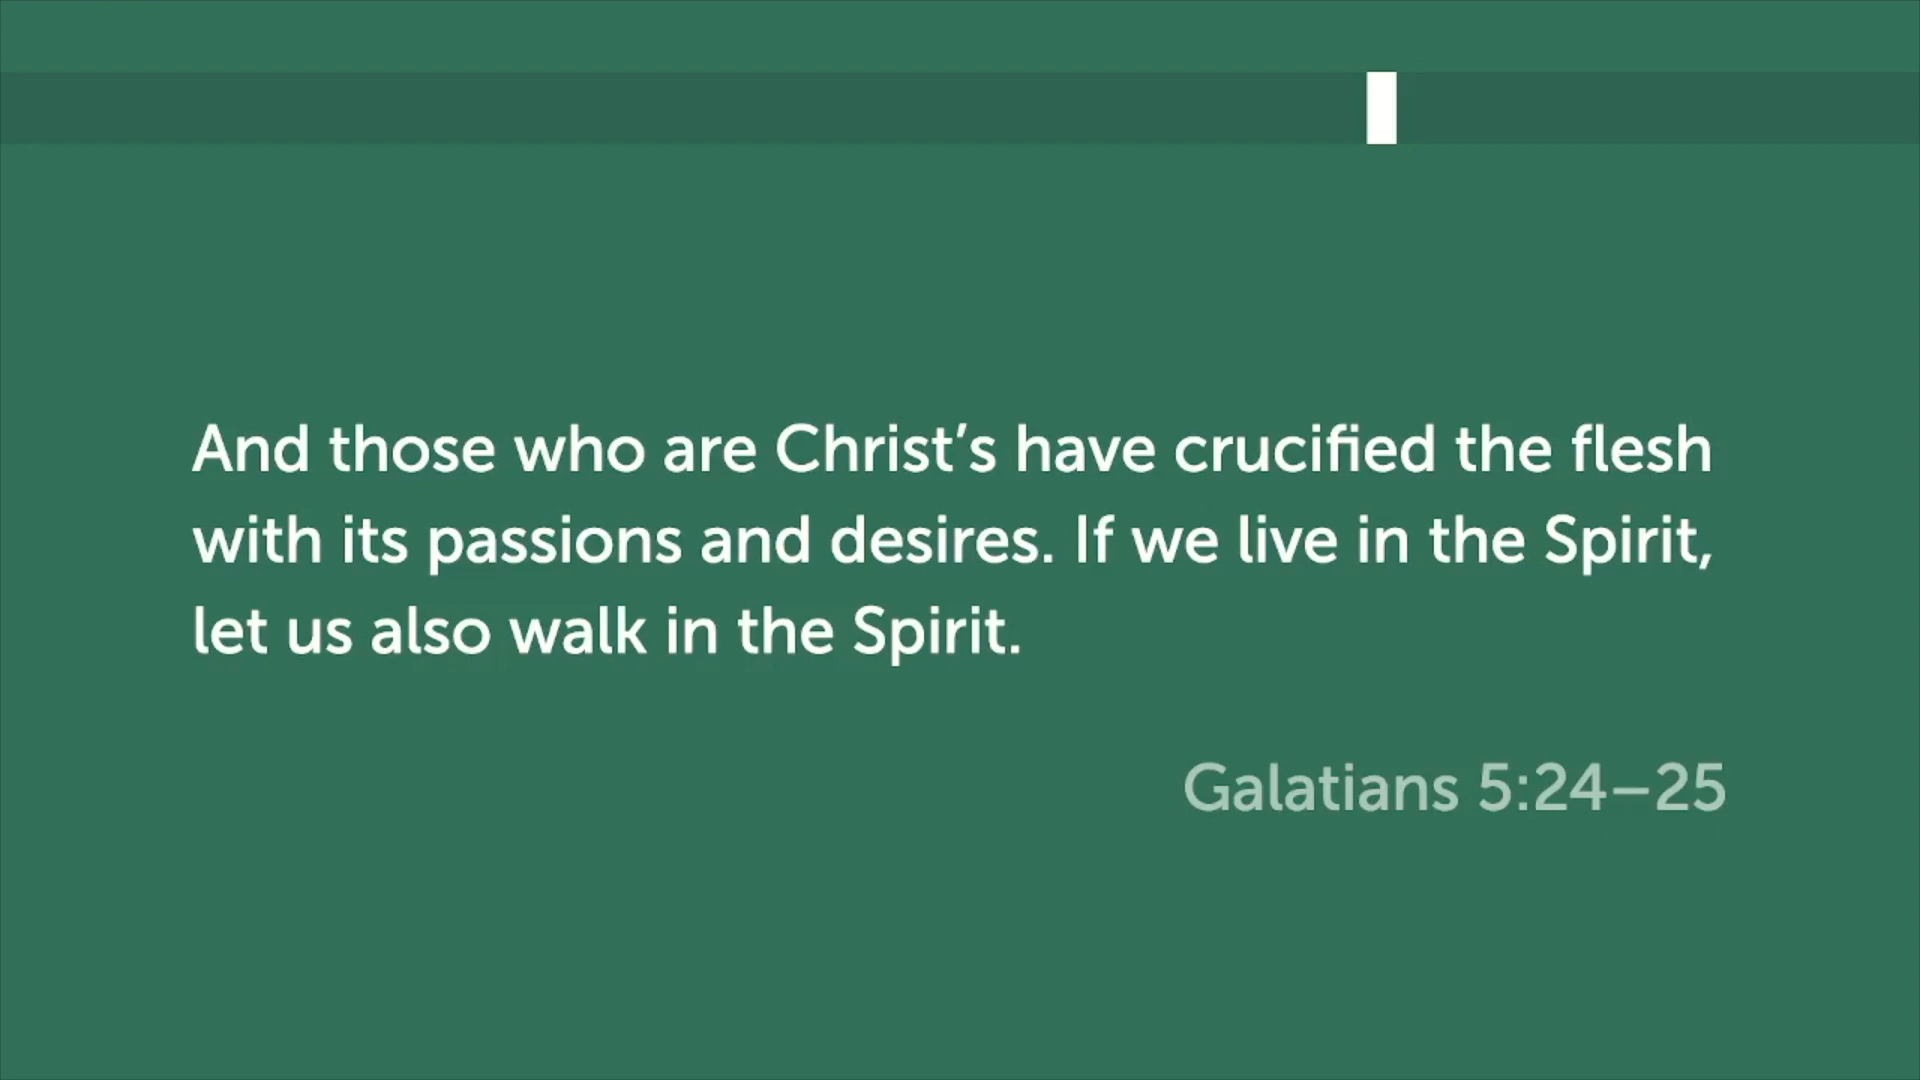 And those who are Christ’s have crucified the flesh
with its passions and desires. If we live in the Spirit,
let us also walk in the Spirit.
Galatians 5:24–25